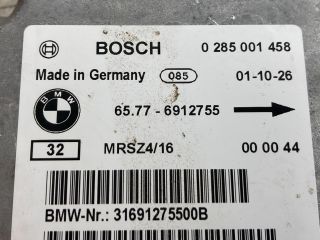 BOSCH 0 285 001 458
Made in Germany 085 01-10-26
BMW 65.77 - 6912755
32 MRSZ4/16 00 00 44
BMW-Nr.: 31691275500B